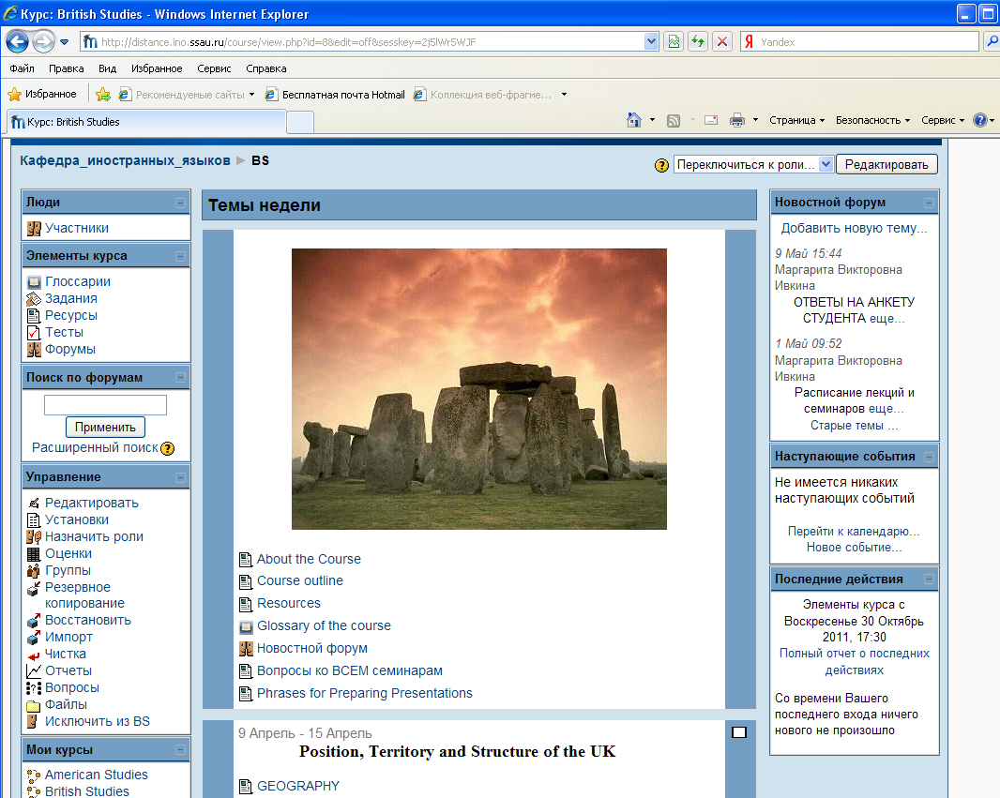 Курс: British Studies - Windows Internet Explorer
http://distance.ino.ssau.ru/course/view.php?id=8&edit=off&sesskey=2j5lWr5WJF
Yandex
Файл Правка Вид Избранное Сервис Справка
Избранное Рекомендуемые сайты Бесплатная почта Hotmail Коллекция веб-фрагме...
Курс: British Studies
Страница Безопасность Сервис
Кафедра_иностранных_языков BS
Переключиться к роли... Редактировать
Люди
Участники
Элементы курса
Глоссарии
Задания
Ресурсы
Тесты
Форумы
Поиск по форумам
Применить
Расширенный поиск
Управление
Редактировать
Установки
Назначить роли
Оценки
Группы
Резервное
копирование
Восстановить
Импорт
Чистка
Отчеты
Вопросы
Файлы
Исключить из BS
Мои курсы
American Studies
British Studies
Темы недели
About the Course
Course outline
Resources
Glossary of the course
Новостной форум
Вопросы ко ВСЕМ семинарам
Phrases for Preparing Presentations
9 Апрель - 15 Апрель
Position, Territory and Structure of the UK
GEOGRAPHY
Новостной форум
Добавить новую тему...
9 Май 15:44
Маргарита Викторовна
Ивкина
ОТВЕТЫ НА АНКЕТУ
СТУДЕНТА еще...
1 Май 09:52
Маргарита Викторовна
Ивкина
Расписание лекций и
семинаров еще...
Старые темы ...
Наступающие события
Не имеется никаких
наступающих событий
Перейти к календарю...
Новое событие...
Последние действия
Элементы курса с
Воскресенье 30 Октябрь
2011, 17:30
Полный отчет о последних
действиях
Со времени Вашего
последнего входа ничего
нового не произошло